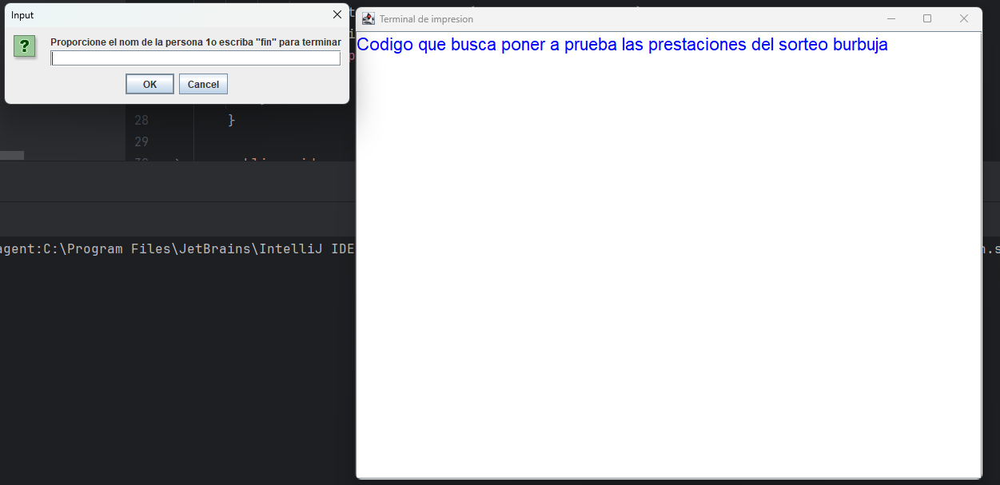 Input
Proporcione el nom de la persona 1o escriba "fin" para terminar
OK
Cancel
Terminal de impresion
Codigo que busca poner a prueba las prestaciones del sorteo burbuja
28
}
29
agent:C:\Program Files\JetBrains\IntelliJ IDE